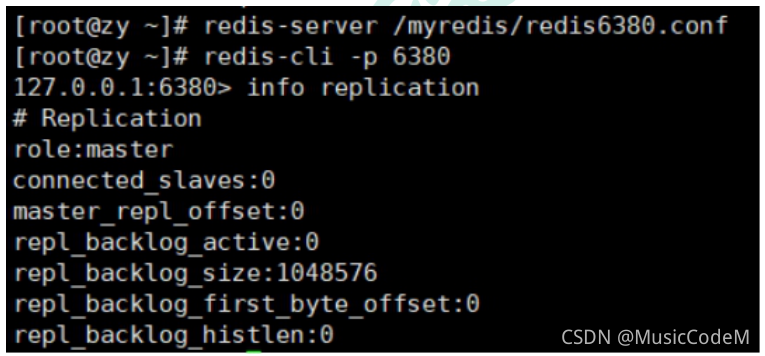 [root@zy ~]# redis-server /myredis/redis6380.conf
[root@zy ~]# redis-cli -p 6380
127.0.0.1:6380> info replication
# Replication
role:master
connected_slaves:0
master_repl_offset:0
repl_backlog_active:0
repl_backlog_size:1048576
repl_backlog_first_byte_offset:0
repl_backlog_histlen:0
CSDN @MusicCodeM